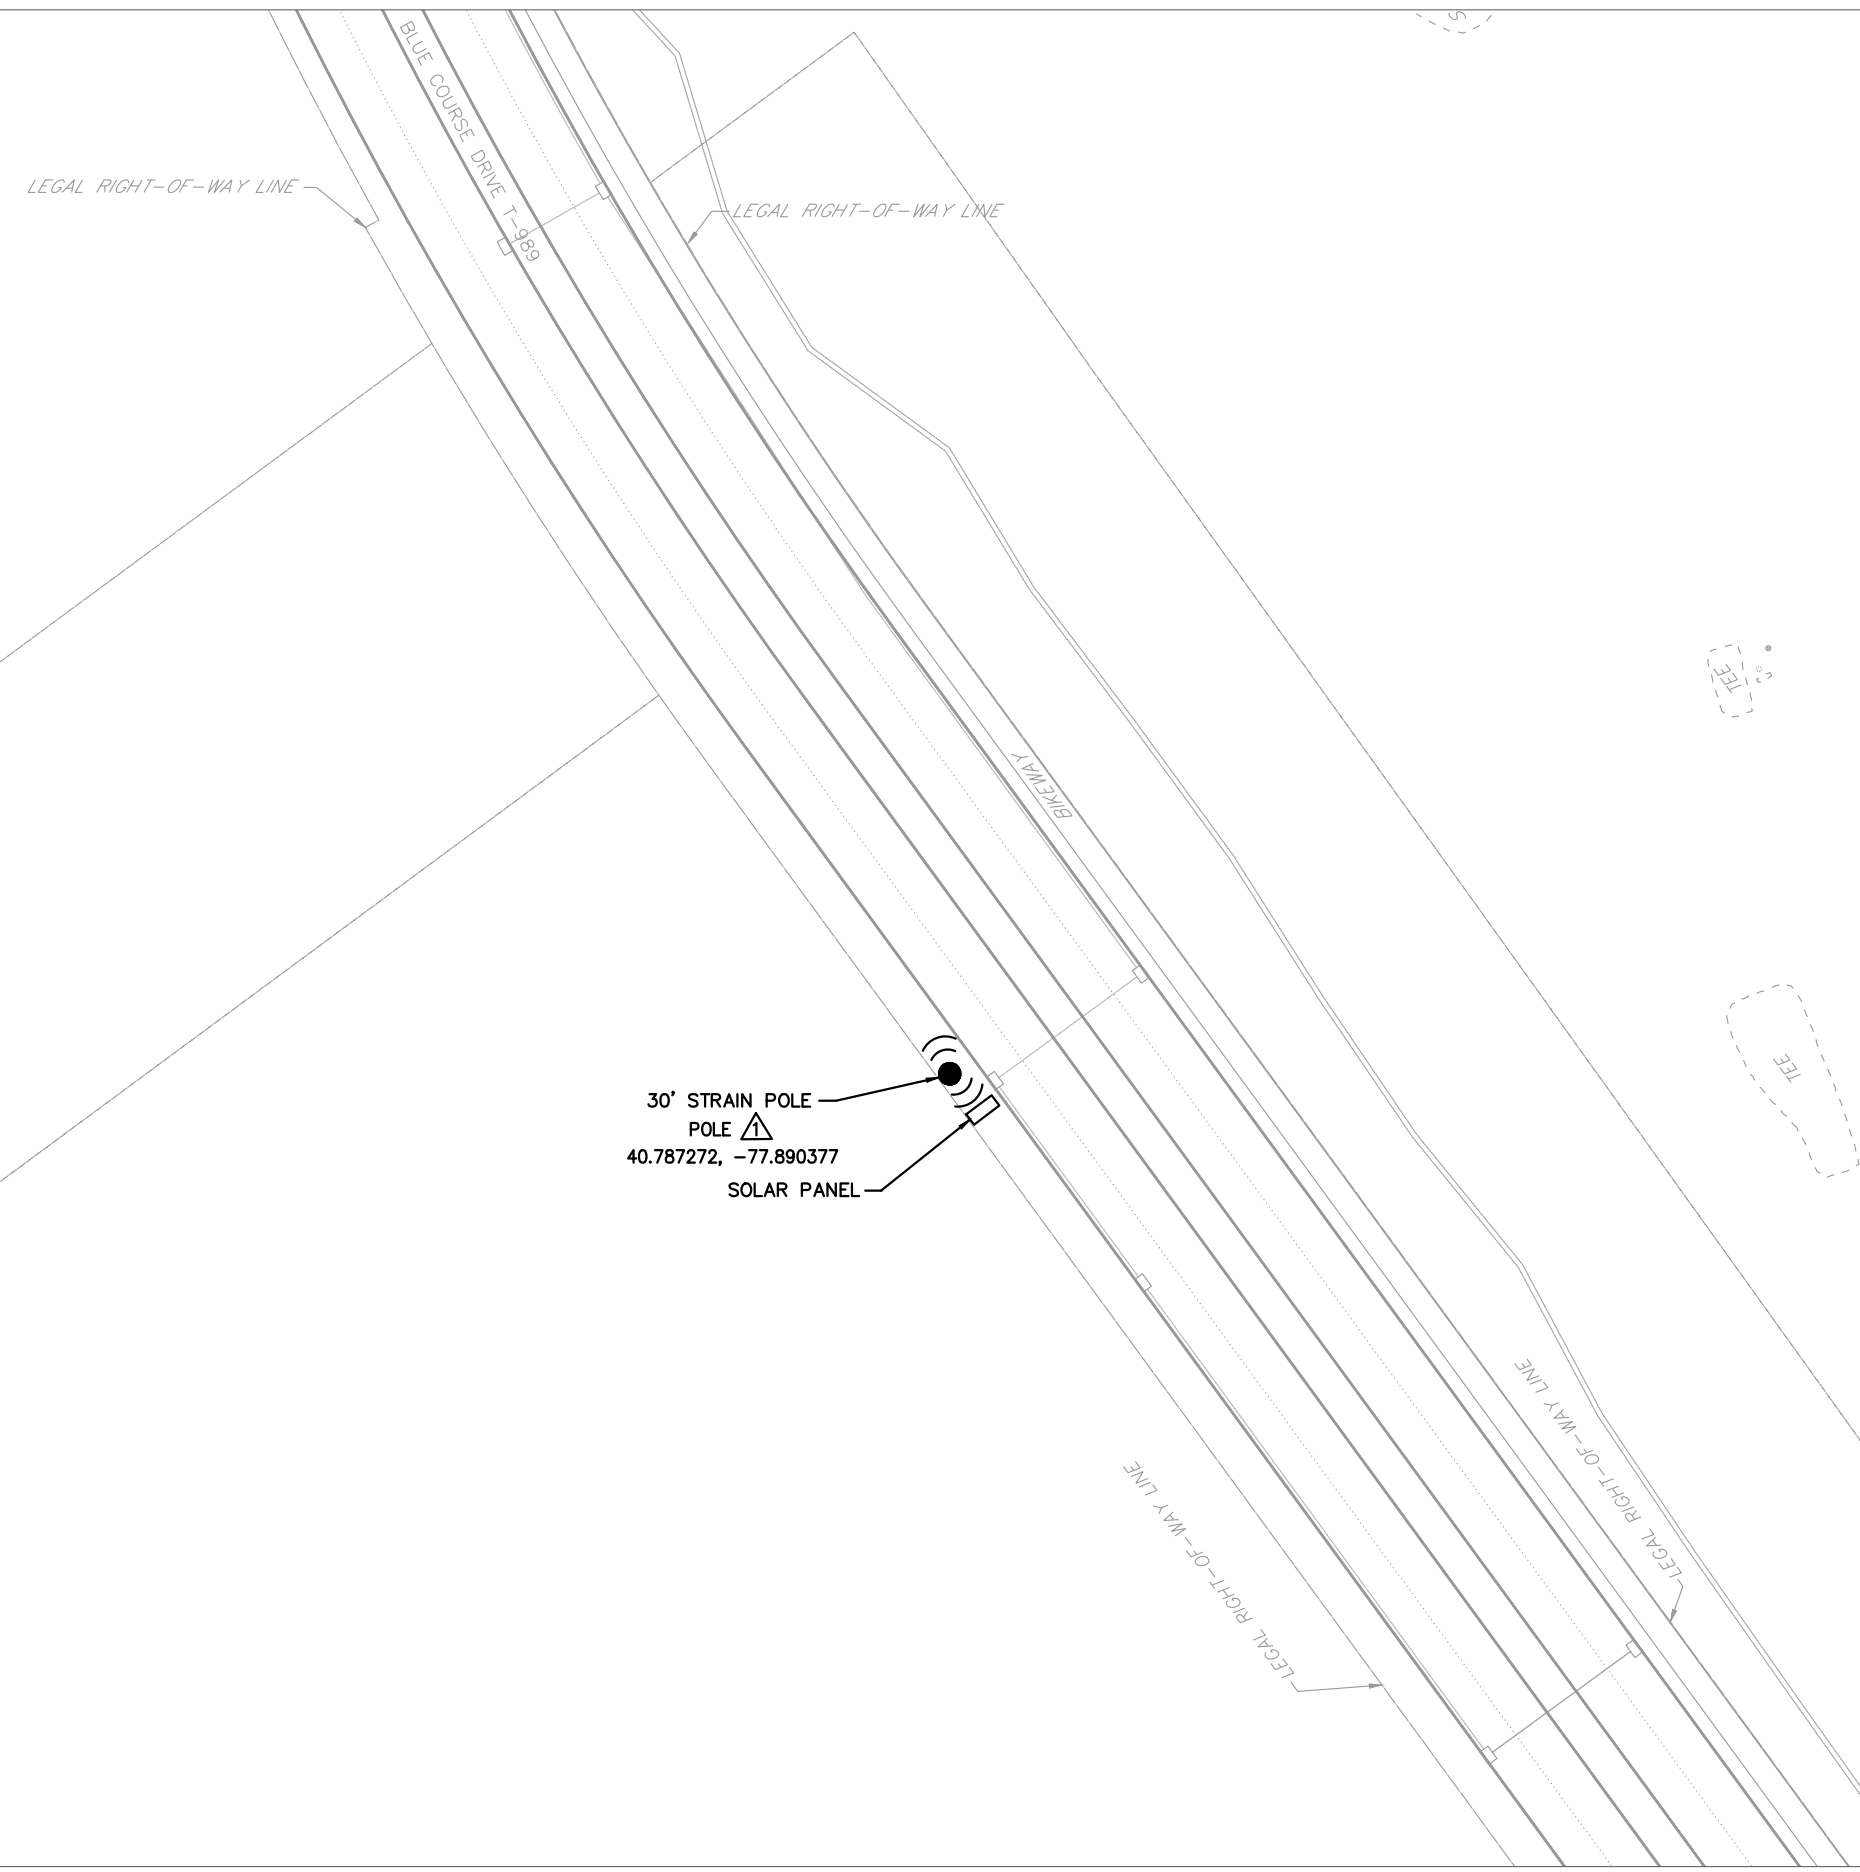 S
BLUE COURSE DRIVE T-989
LEGAL RIGHT-OF-WAY LINE
LEGAL RIGHT-OF-WAY LINE
TEE
BIKEWAY
TEE
30' STRAIN POLE
POLE 1
40.787272, -77.890377
SOLAR PANEL
LEGAL RIGHT-OF-WAY LINE
LEGAL RIGHT-OF-WAY LINE